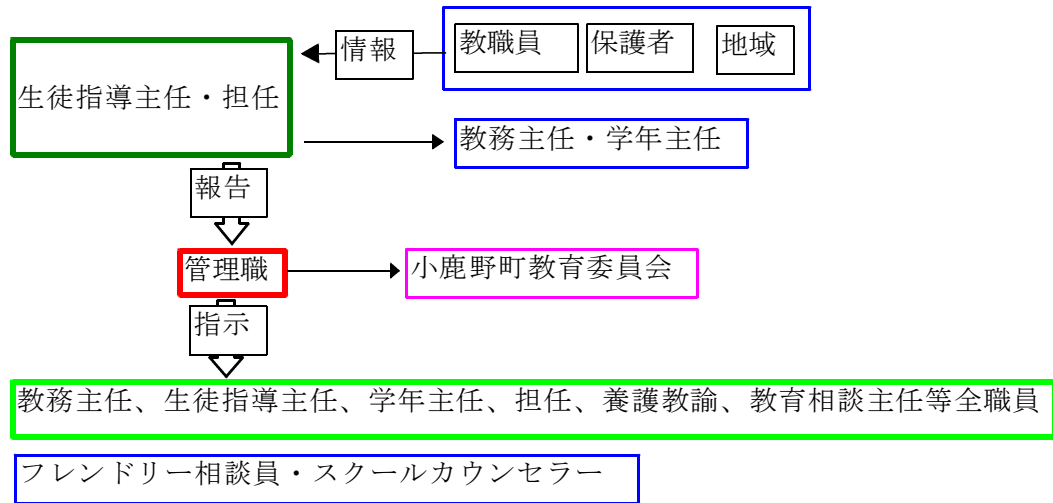 情報
教職員
保護者
地域
生徒指導主任・担任
教務主任・学年主任
報告
管理職
小鹿野町教育委員会
指示
教務主任、生徒指導主任、学年主任、担任、養護教諭、教育相談主任等全職員
フレンドリー相談員・スクールカウンセラー